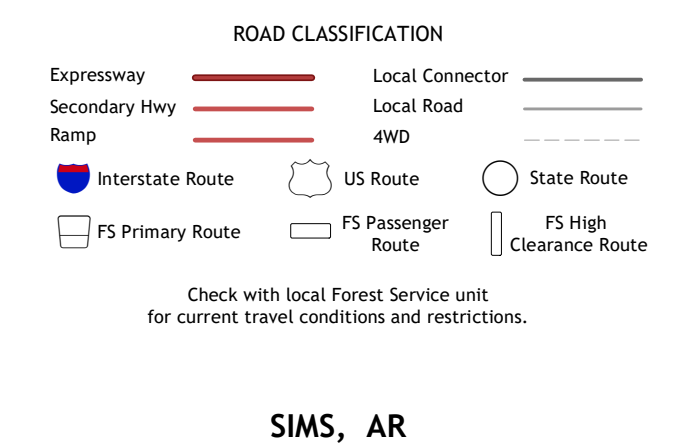 ROAD CLASSIFICATION
Expressway
Local Connector
Secondary Hwy
Local Road
Ramp
4WD
Interstate Route
US Route
State Route
FS Primary Route
FS Passenger
Route
FS High
Clearance Route
Check with local Forest Service unit
for current travel conditions and restrictions.
SIMS, AR